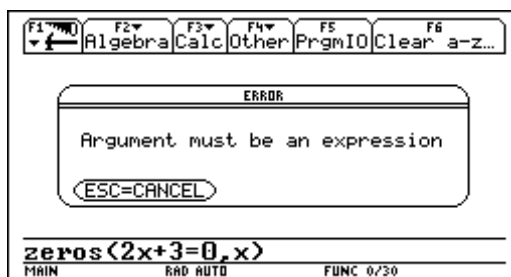 F1 F2 Algebra F3 Calc F4 Other F5 PrgmIO F6 Clear a-z…
ERROR
Argument must be an expression
ESC=CANCEL
zeros(2x+3=0,x)
MAIN RAD AUTO FUNC 0/30